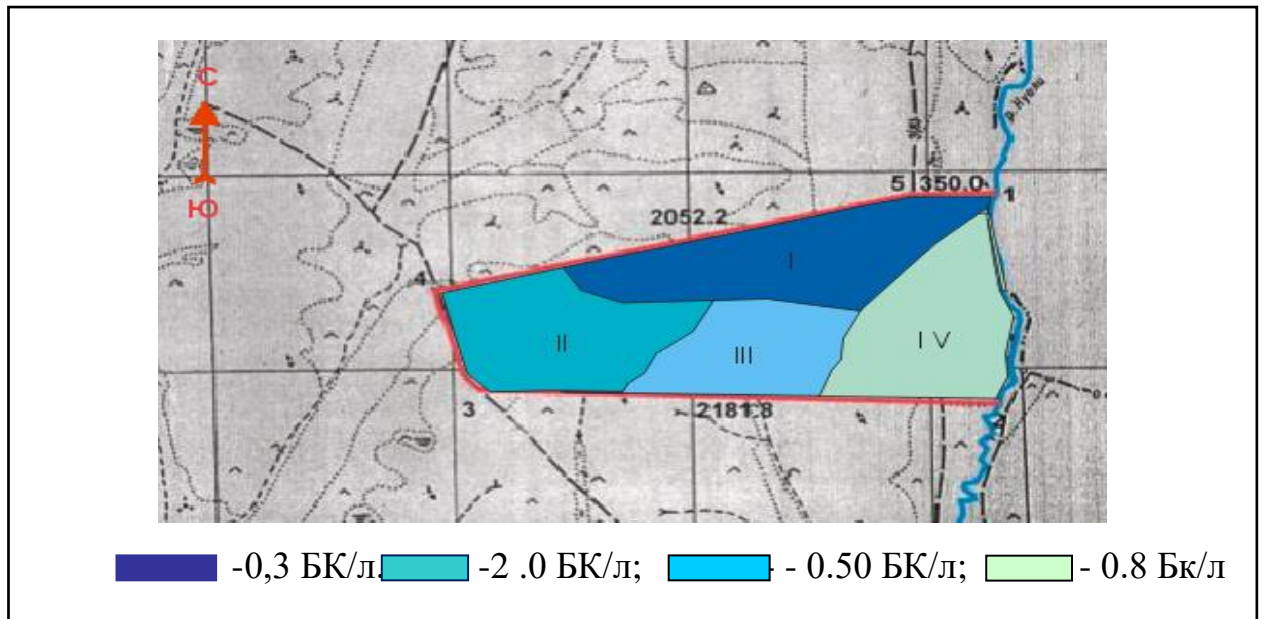 С
Ю
5 350.0 1
2052.2
I
4
II
III
I V
3
2181.8
-0,3 БК/л.
-2 .0 БК/л;
- 0.50 БК/л;
- 0.8 Бк/л